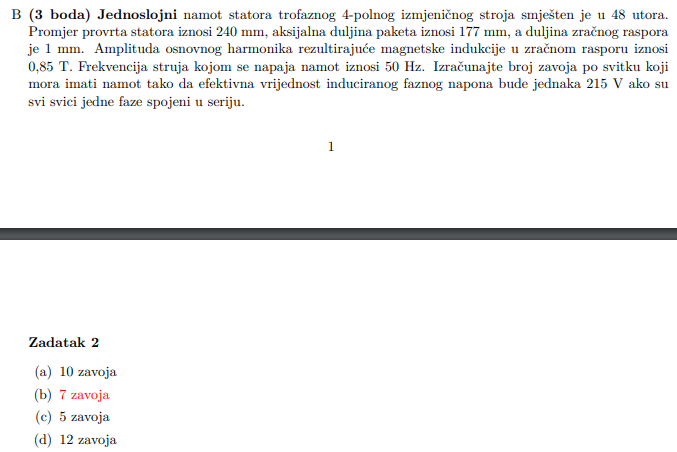 B (3 boda) Jednoslojni namot statora trofaznog 4-polnog izmjeničnog stroja smješten je u 48 utora.
Promjer provrta statora iznosi 240 mm, aksijalna duljina paketa iznosi 177 mm, a duljina zračnog raspora
je 1 mm. Amplituda osnovnog harmonika rezultirajuće magnetske indukcije u zračnom rasporu iznosi
0,85 T. Frekvencija struja kojom se napaja namot iznosi 50 Hz. Izračunajte broj zavoja po svitku koji
mora imati namot tako da efektivna vrijednost induciranog faznog napona bude jednaka 215 V ako su
svi svici jedne faze spojeni u seriju.
1
Zadatak 2
(a) 10 zavoja
(b) 7 zavoja
(c) 5 zavoja
(d) 12 zavoja